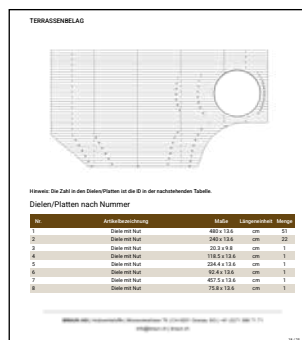 TERRASSENBELAG
Hinweis: Die Zahl in den Dielen/Platten ist die ID in der nachstehenden Tabelle.
Dielen/Platten nach Nummer
Nr. Artikelbezeichnung Maße Längeneinheit Menge
1 Diele mit Nut 480 x 13.6 cm 51
2 Diele mit Nut 240 x 13.6 cm 22
3 Diele mit Nut 20.3 x 9.8 cm 1
4 Diele mit Nut 118.5 x 13.6 cm 1
5 Diele mit Nut 234.4 x 13.6 cm 1
6 Diele mit Nut 92.4 x 13.6 cm 1
7 Diele mit Nut 457.5 x 13.6 cm 1
8 Diele mit Nut 75.8 x 13.6 cm 1